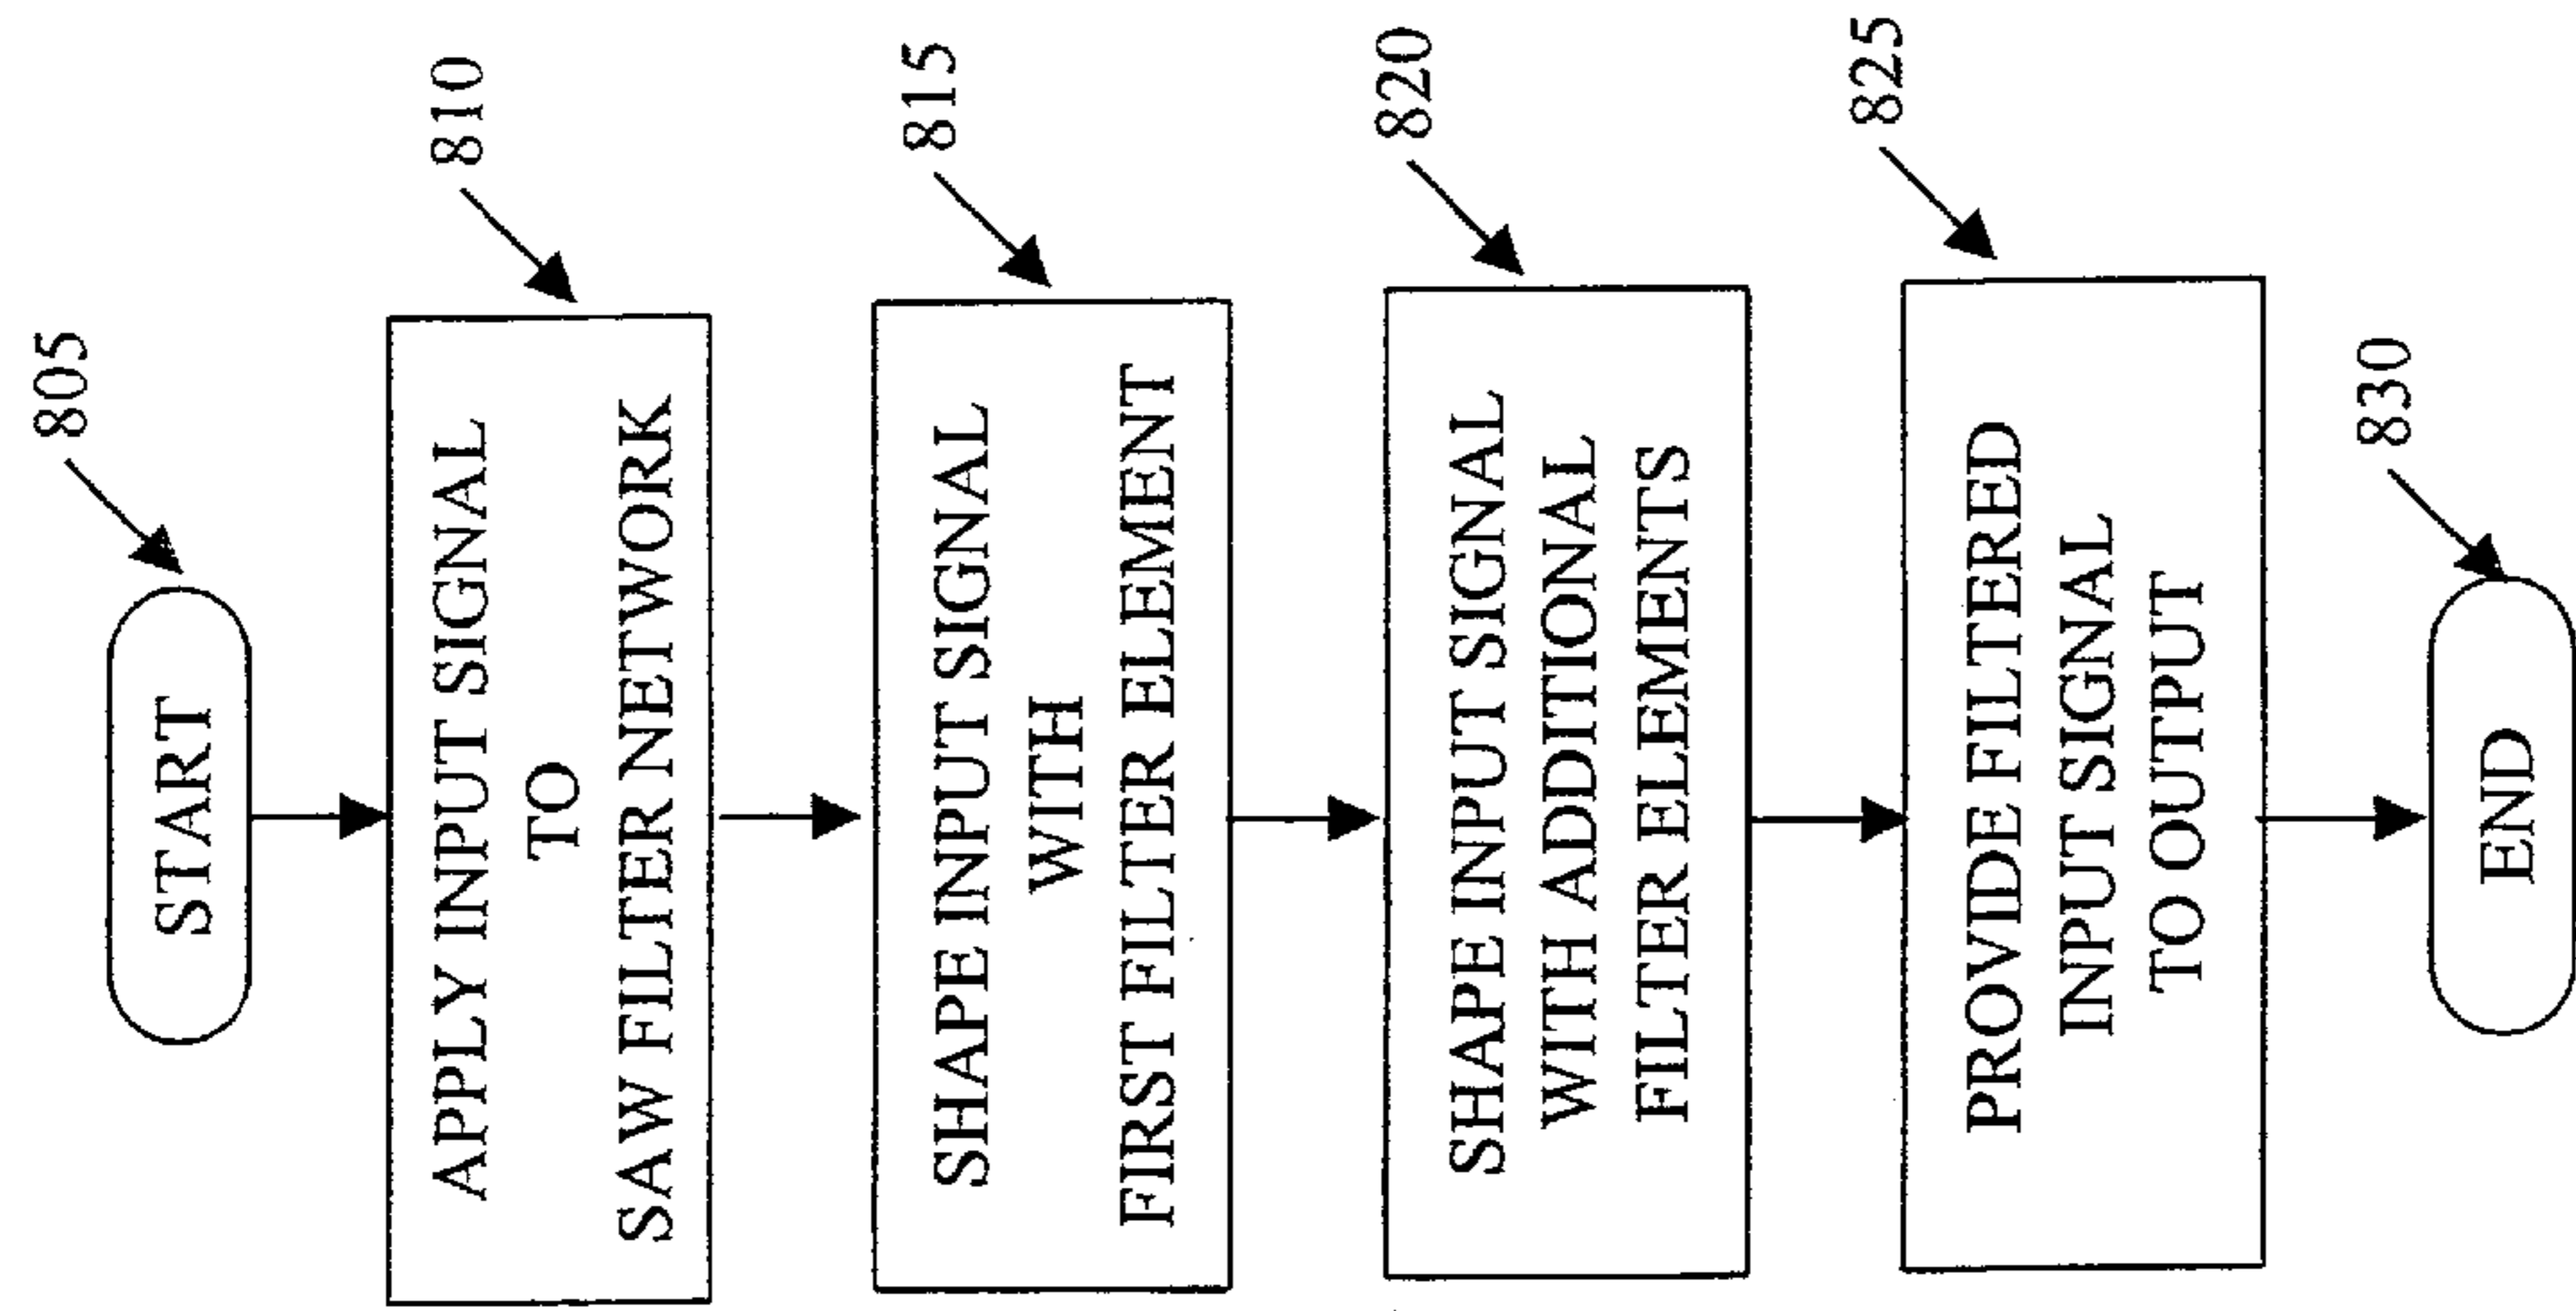 805
START
810
APPLY INPUT SIGNAL
TO
SAW FILTER NETWORK
815
SHAPE INPUT SIGNAL
WITH
FIRST FILTER ELEMENT
820
SHAPE INPUT SIGNAL
WITH ADDITIONAL
FILTER ELEMENTS
825
PROVIDE FILTERED
INPUT SIGNAL
TO OUTPUT
830
END